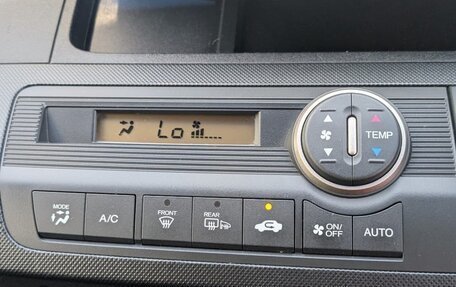 Lo
TEMP
MODE
A/C
FRONT
REAR
ON/
OFF
AUTO